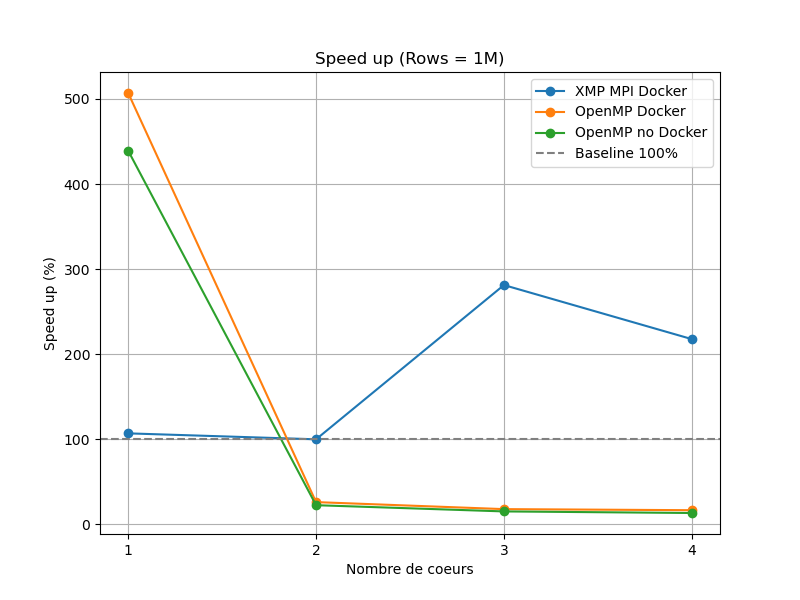 Speed up (Rows = 1M)
XMP MPI Docker
OpenMP Docker
OpenMP no Docker
Baseline 100%
Speed up (%)
500
400
300
200
100
0
1 2 3 4
Nombre de coeurs